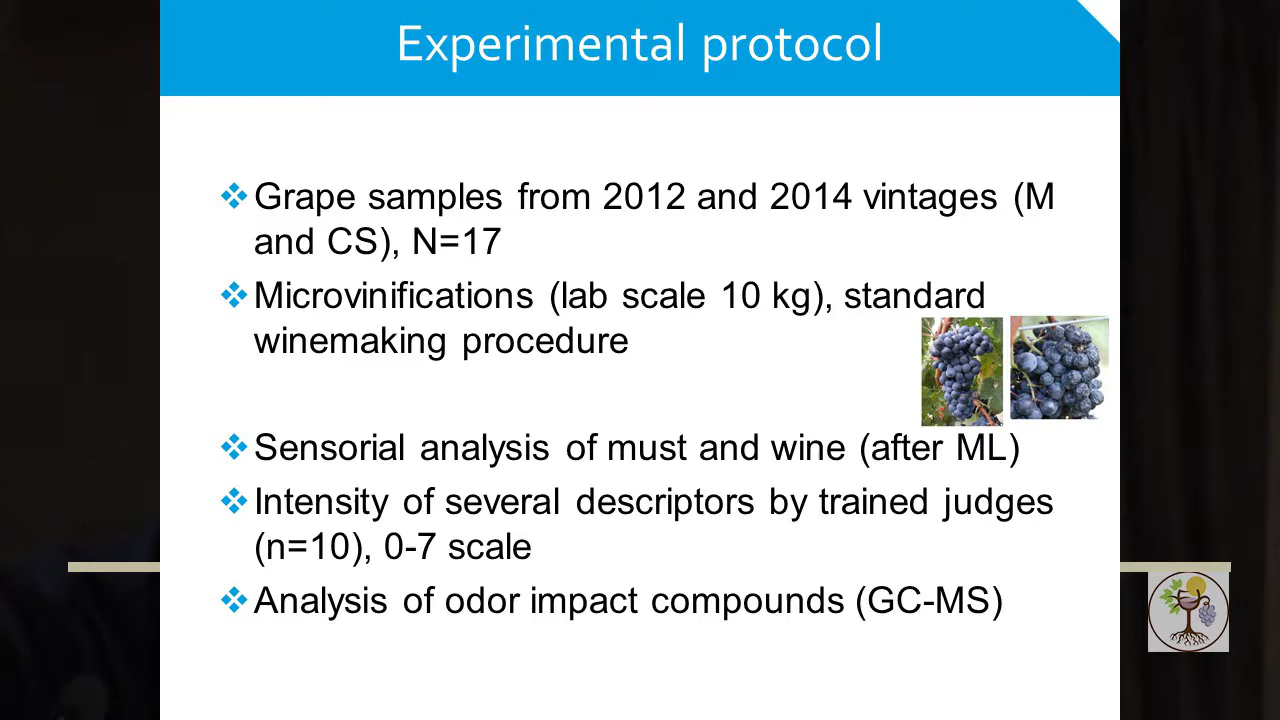 Experimental protocol
Grape samples from 2012 and 2014 vintages (M
and CS), N=17
Microvinifications (lab scale 10 kg), standard
winemaking procedure
Sensorial analysis of must and wine (after ML)
Intensity of several descriptors by trained judges
(n=10), 0-7 scale
Analysis of odor impact compounds (GC-MS)